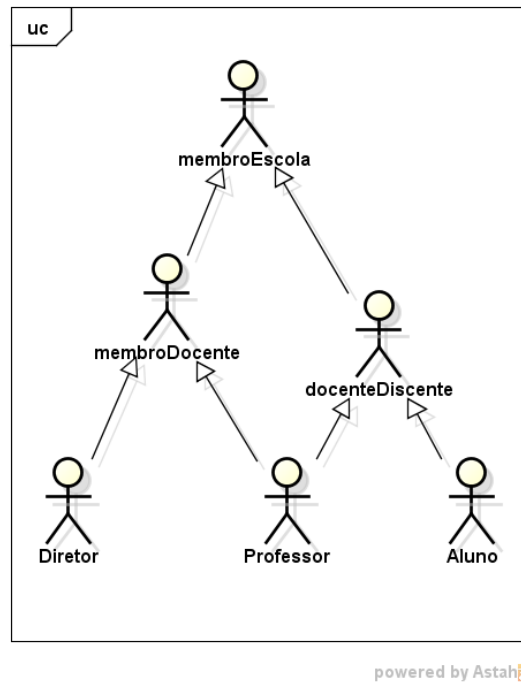 uc
membroEscola
membroDocente
docenteDiscente
Diretor
Professor
Aluno
powered by Astah